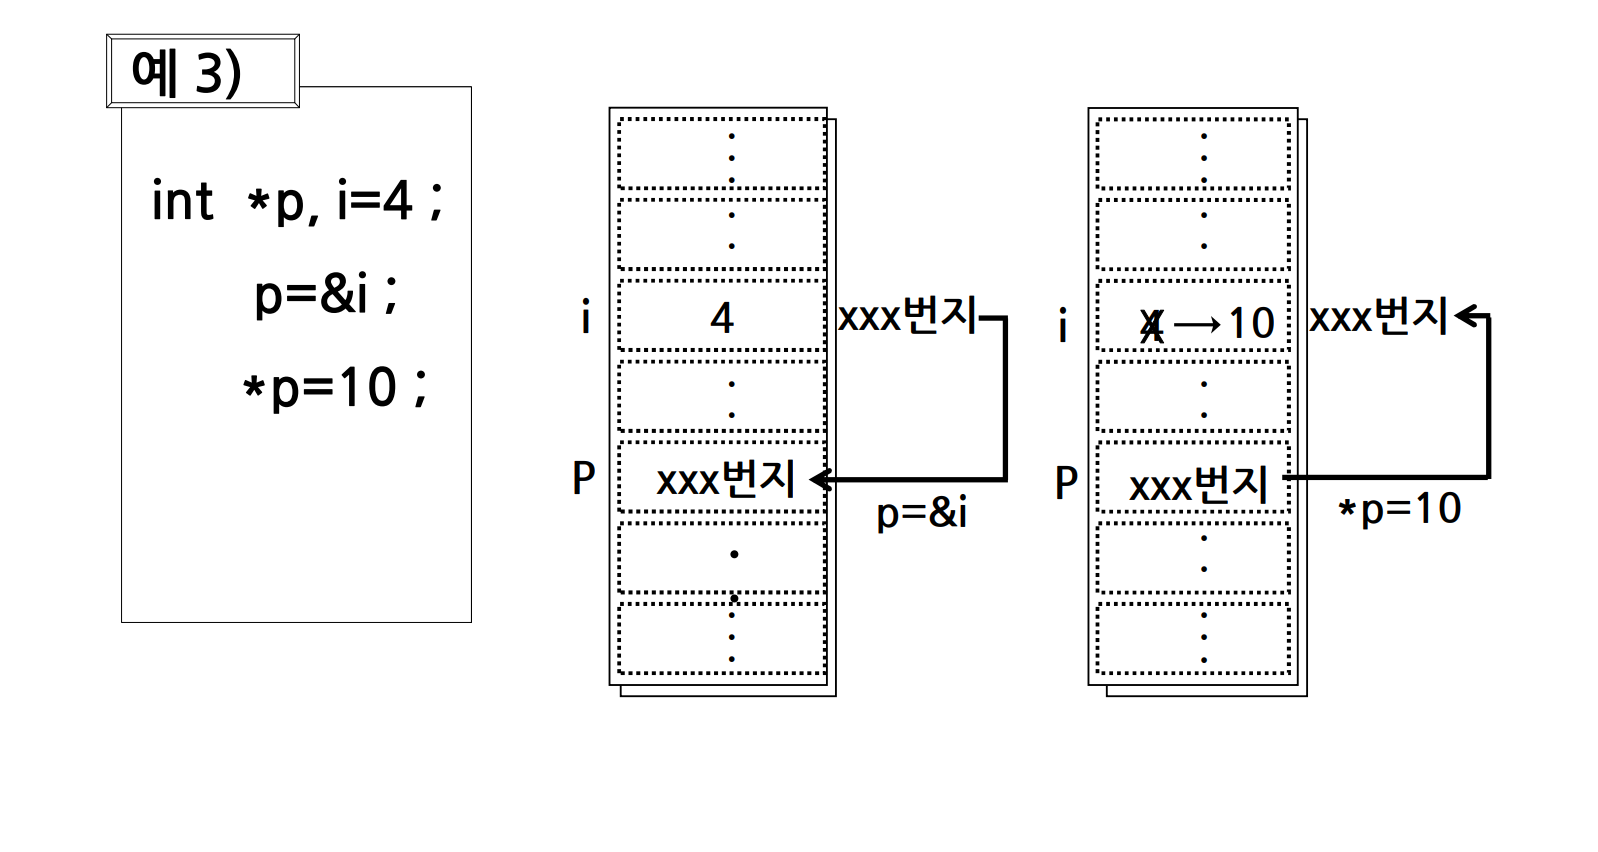 예 3)
int *p, i=4 ;
p=&i ;
*p=10 ;
i 4 xxx번지
P xxx번지
p=&i
i 4 → 10 xxx번지
P xxx번지
*p=10